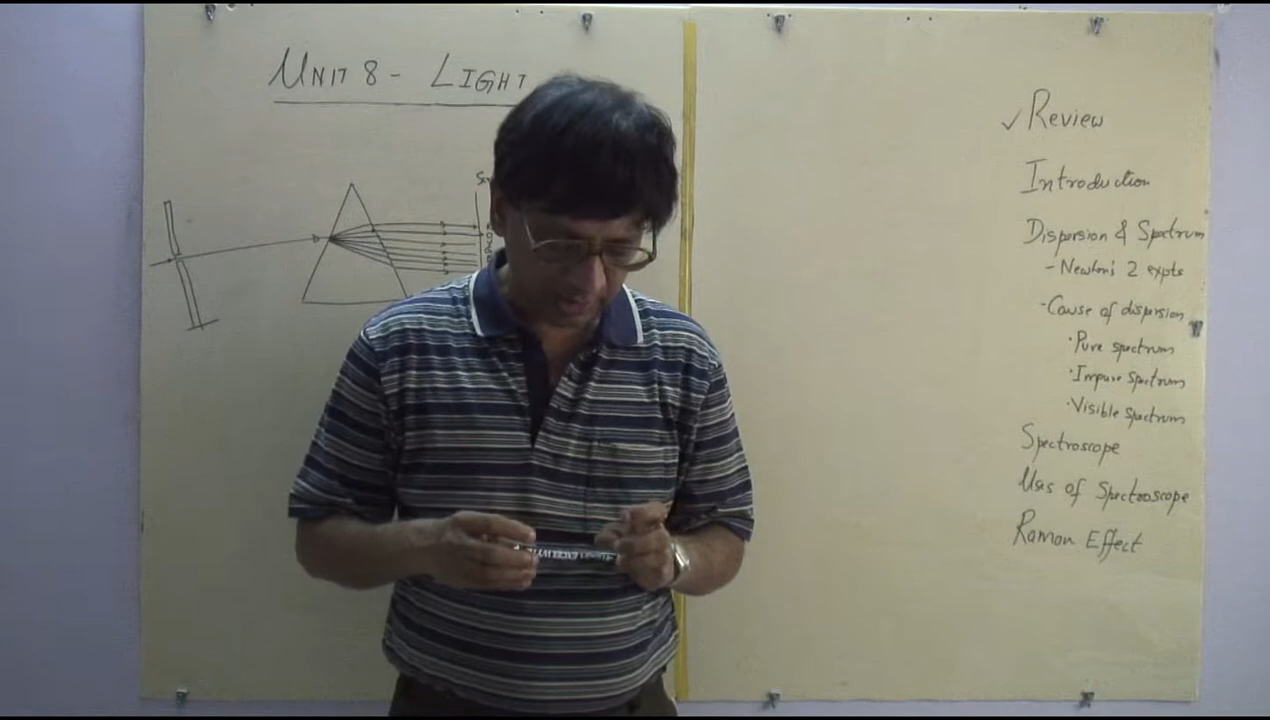 UNIT 8 - LIGHT
✓ Review
Introduction
Dispersion & Spectrum
- Newton's 2 expts
· Cause of dispersion
· Pure spectrum
· Impure spectrum
· Visible spectrum
Spectroscope
Uses of Spectroscope
Raman Effect